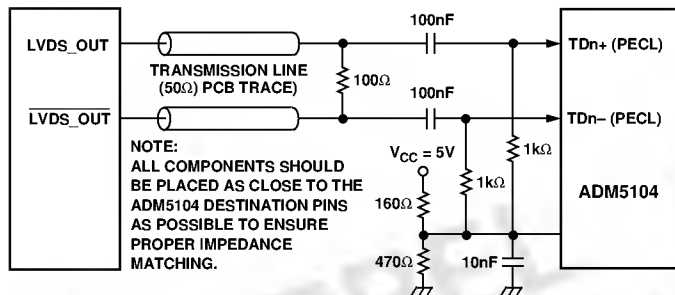 LVDS_OUT
TRANSMISSION LINE
(50Ω) PCB TRACE)
100nF
TDn+ (PECL)
100Ω
100nF
LVDS_OUT
TDn– (PECL)
NOTE:
ALL COMPONENTS SHOULD
BE PLACED AS CLOSE TO THE
ADM5104 DESTINATION PINS
AS POSSIBLE TO ENSURE
PROPER IMPEDANCE
MATCHING.
VCC = 5V
160Ω
1kΩ
1kΩ
ADM5104
470Ω
10nF